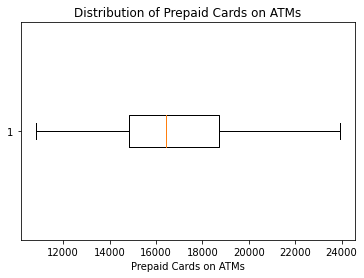 Distribution of Prepaid Cards on ATMs
1
12000 14000 16000 18000 20000 22000 24000
Prepaid Cards on ATMs